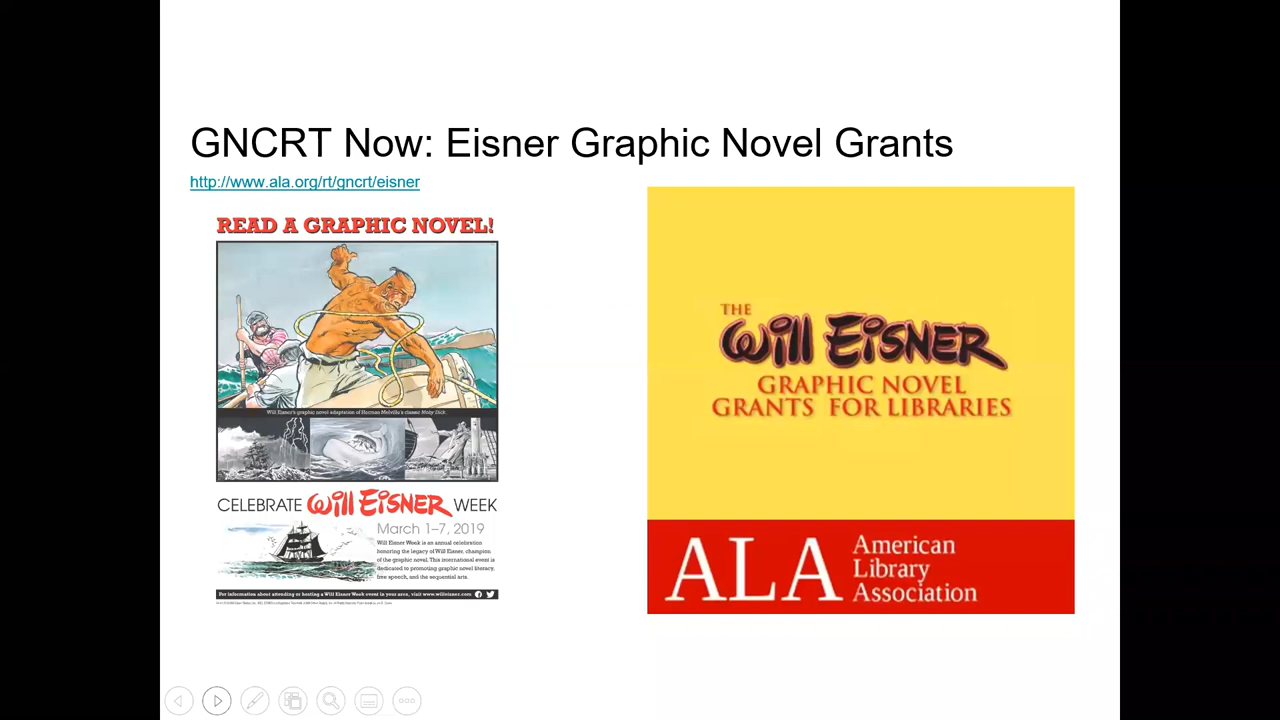 GNCRT Now: Eisner Graphic Novel Grants
http://www.ala.org/rt/gncrt/eisner
READ A GRAPHIC NOVEL!
Will Eisner's graphic novel adaptation of Herman Melville's classic Moby Dick.
CELEBRATE Will EisNER WEEK
March 1–7, 2019
Will Eisner Week is an annual celebration
honoring the legacy of Will Eisner, champion
of the graphic novel. This international event is
dedicated to promoting graphic novel literacy,
free speech, and the sequential arts.
For information about attending or hosting a Will Eisner Week event in your area, visit www.willeisner.com
THE
Will EisNER
GRAPHIC NOVEL
GRANTS FOR LIBRARIES
ALA
American
Library
Association